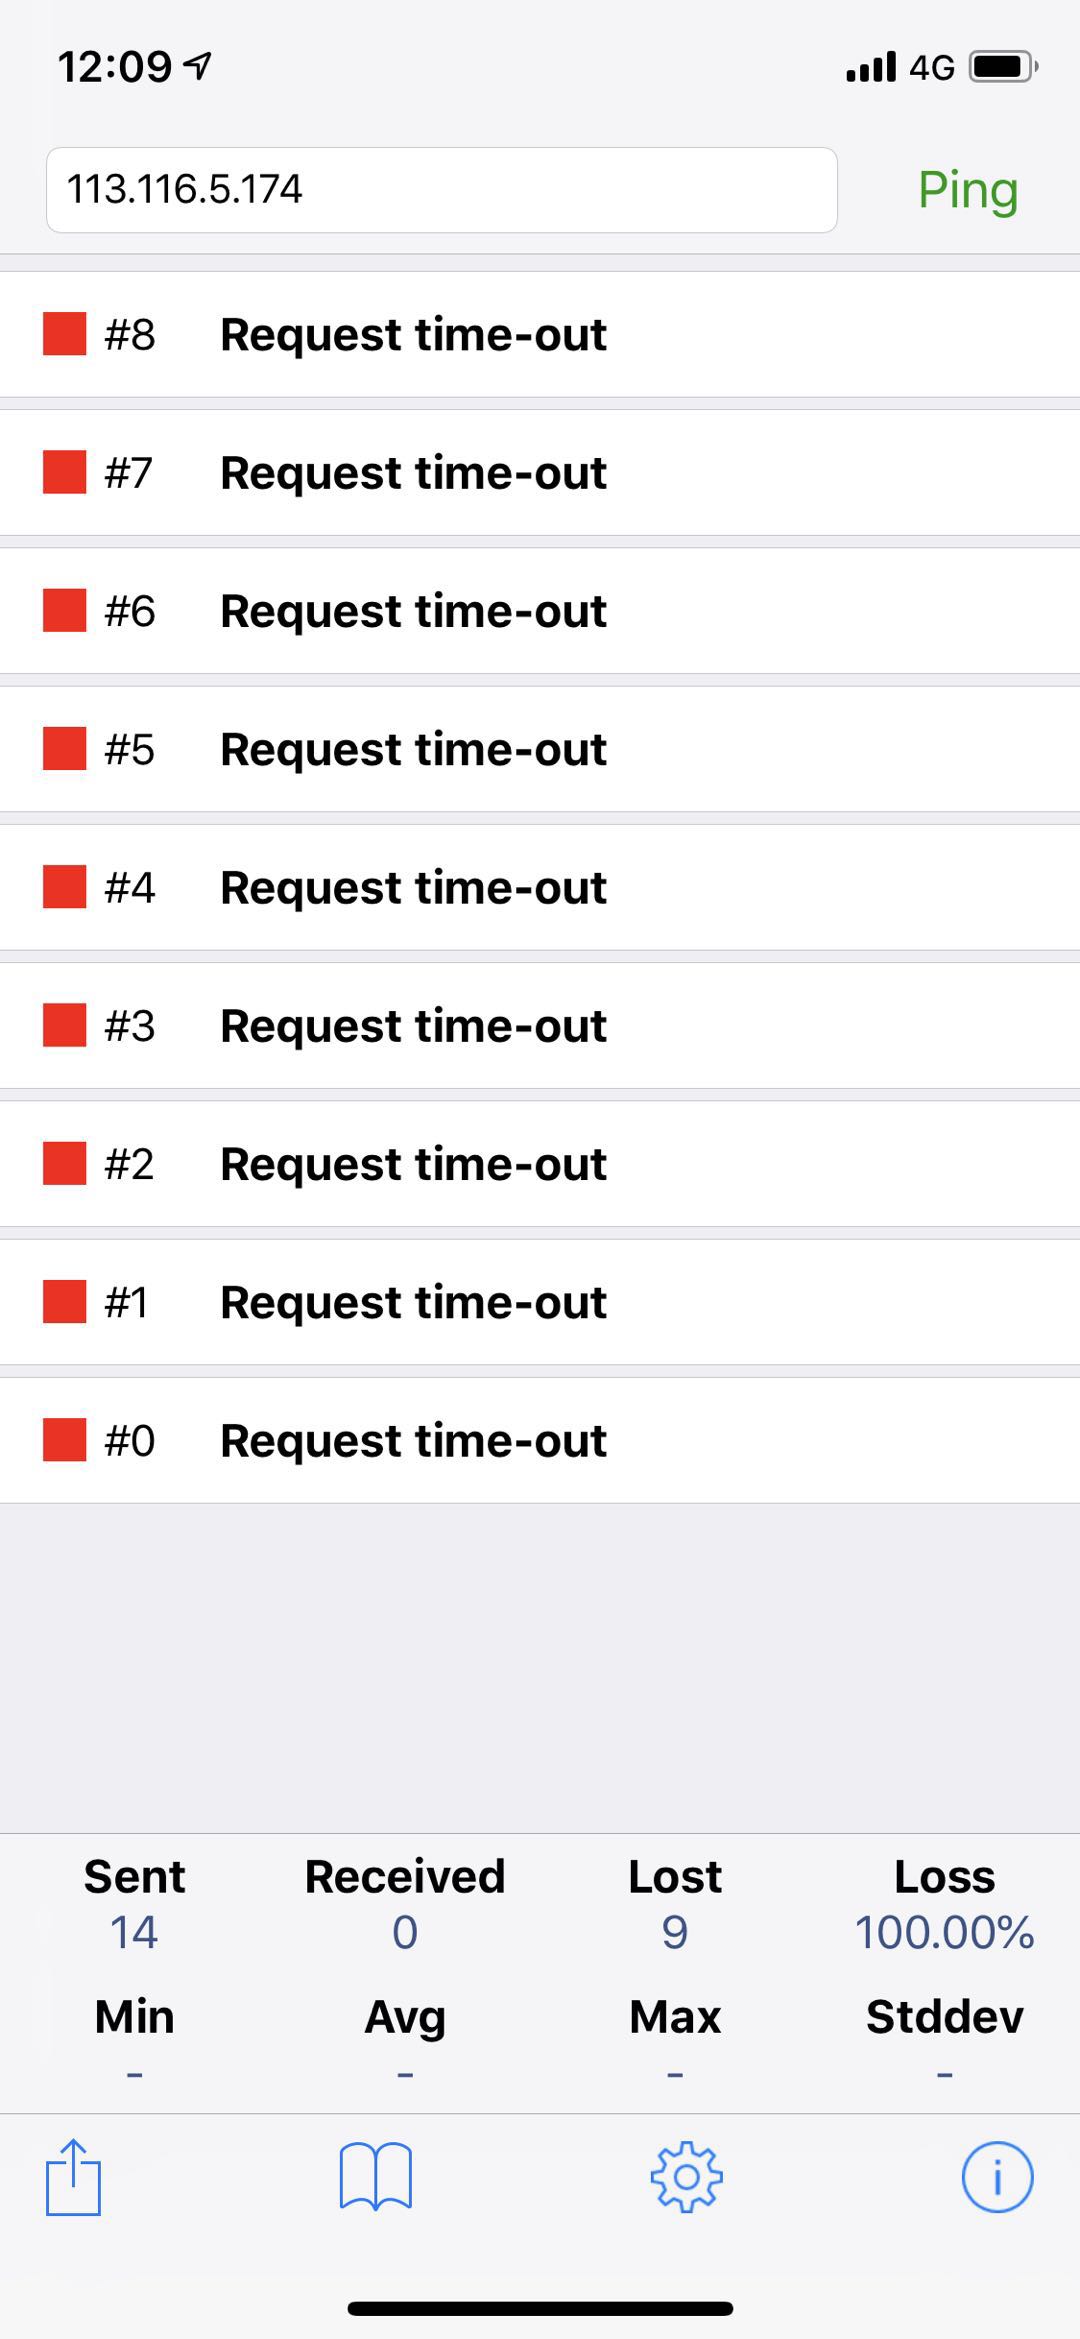 12:09 4G
113.116.5.174 Ping
#8 Request time-out
#7 Request time-out
#6 Request time-out
#5 Request time-out
#4 Request time-out
#3 Request time-out
#2 Request time-out
#1 Request time-out
#0 Request time-out
Sent Received Lost Loss
14 0 9 100.00%
Min Avg Max Stddev
- - - -